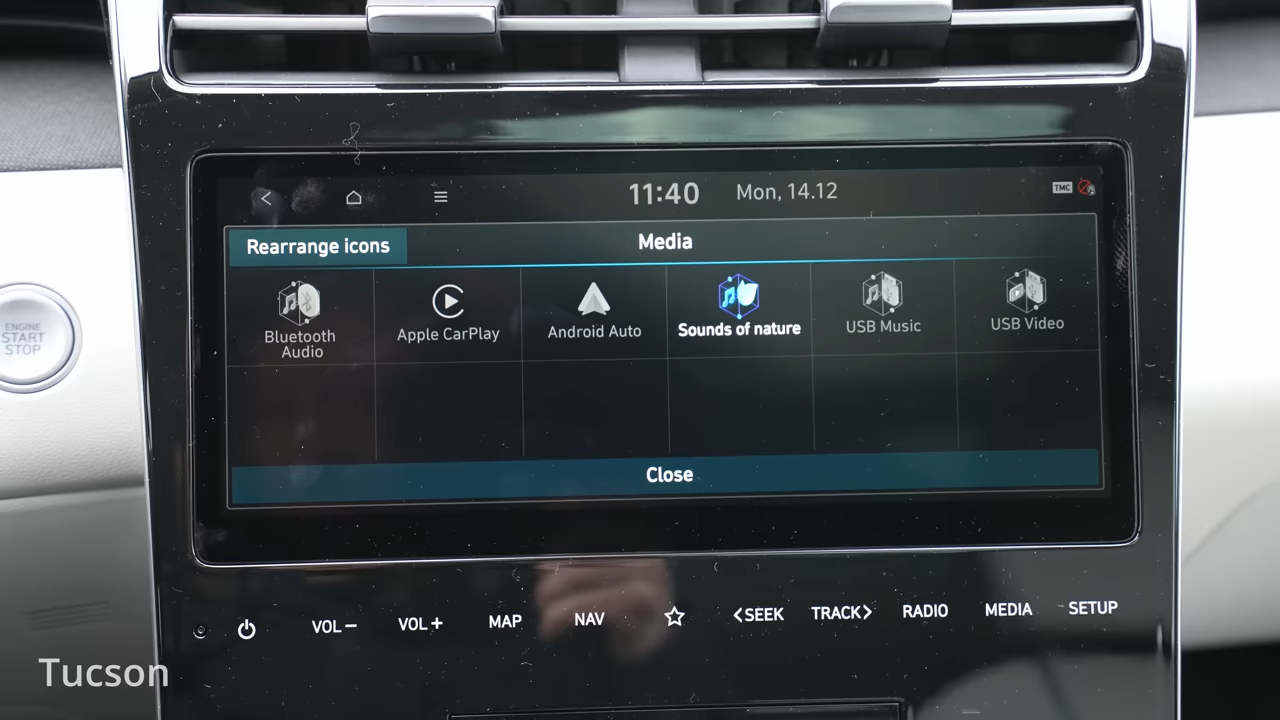 11:40 Mon, 14.12 TMC
Rearrange icons Media
Bluetooth Audio
Apple CarPlay
Android Auto
Sounds of nature
USB Music
USB Video
Close
ENGINE
START
STOP
VOL− VOL+ MAP NAV <SEEK TRACK> RADIO MEDIA SETUP
Tucson